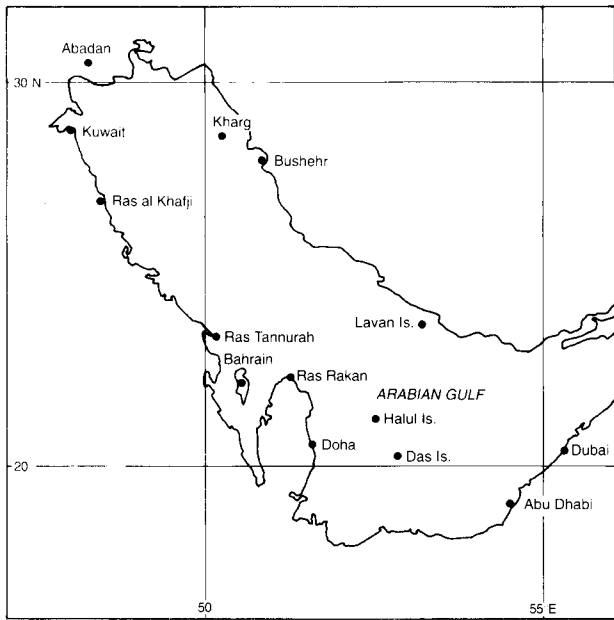 Abadan
30 N
Kharg
Kuwait
Bushehr
Ras al Khafji
Lavan Is.
Ras Tannurah
Bahrain
Ras Rakan
ARABIAN GULF
Halul Is.
Doha
Das Is.
Dubai
20
Abu Dhabi
50
55 E